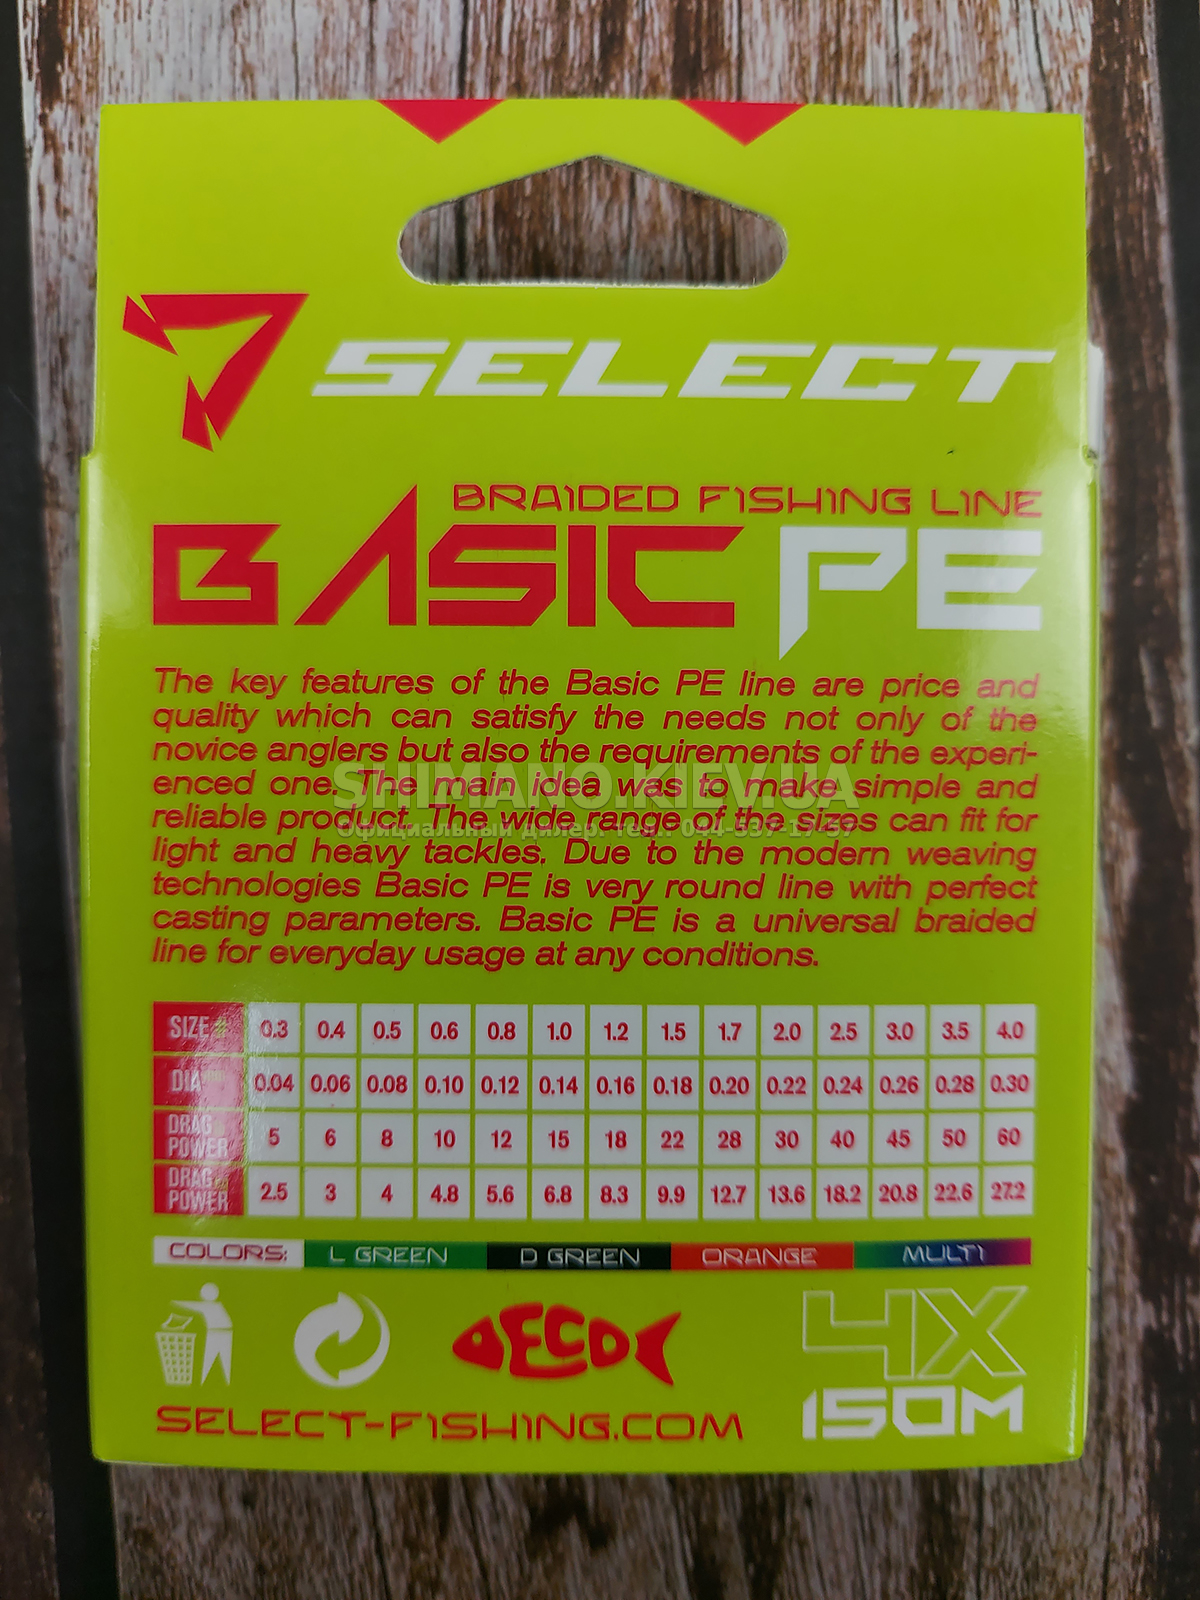 SELECT
BRAIDED FISHING LINE
BASIC PE
The key features of the Basic PE line are price and
quality which can satisfy the needs not only of the
novice anglers but also the requirements of the experi-
enced one. The main idea was to make simple and
reliable product. The wide range of the sizes can fit for
light and heavy tackles. Due to the modern weaving
technologies Basic PE is very round line with perfect
casting parameters. Basic PE is a universal braided
line for everyday usage at any conditions.
SHIMANO.KIEV.UA
Официальный дилер. тел.: 044-537-17-57
SIZE # 0.3 0.4 0.5 0.6 0.8 1.0 1.2 1.5 1.7 2.0 2.5 3.0 3.5 4.0
DIA 0.04 0.06 0.08 0.10 0.12 0.14 0.16 0.18 0.20 0.22 0.24 0.26 0.28 0.30
DRAG POWER 5 6 8 10 12 15 18 22 28 30 40 45 50 60
DRAG POWER 2.5 3 4 4.8 5.6 6.8 8.3 9.9 12.7 13.6 18.2 20.8 22.6 27.2
COLORS: L GREEN D GREEN ORANGE MULTI
ECO
4X
150M
SELECT-FISHING.COM